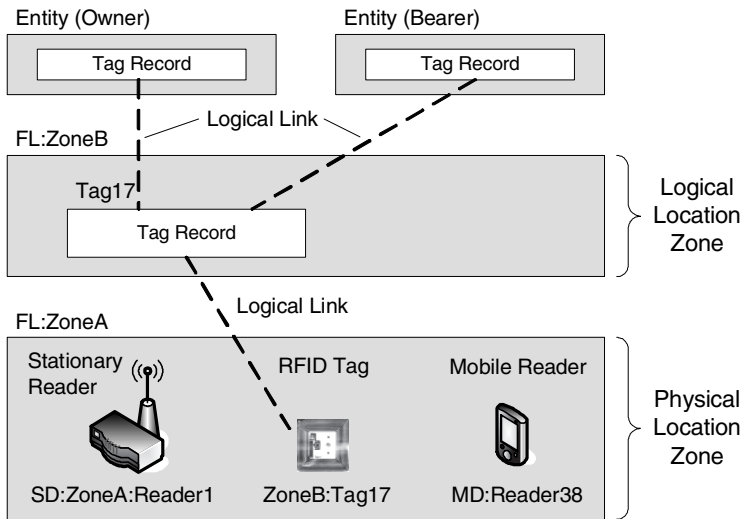 Entity (Owner)
Entity (Bearer)
Tag Record
Tag Record
Logical Link
FL:ZoneB
Tag17
Tag Record
Logical
Location
Zone
Logical Link
FL:ZoneA
Stationary
Reader
RFID Tag
Mobile Reader
Physical
Location
Zone
SD:ZoneA:Reader1
ZoneB:Tag17
MD:Reader38